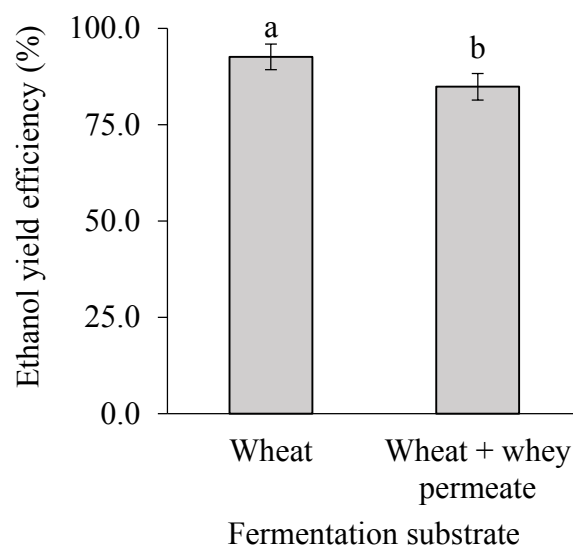 Ethanol yield efficiency (%)
100.0
75.0
50.0
25.0
0.0
a
b
Wheat
Wheat + whey
permeate
Fermentation substrate